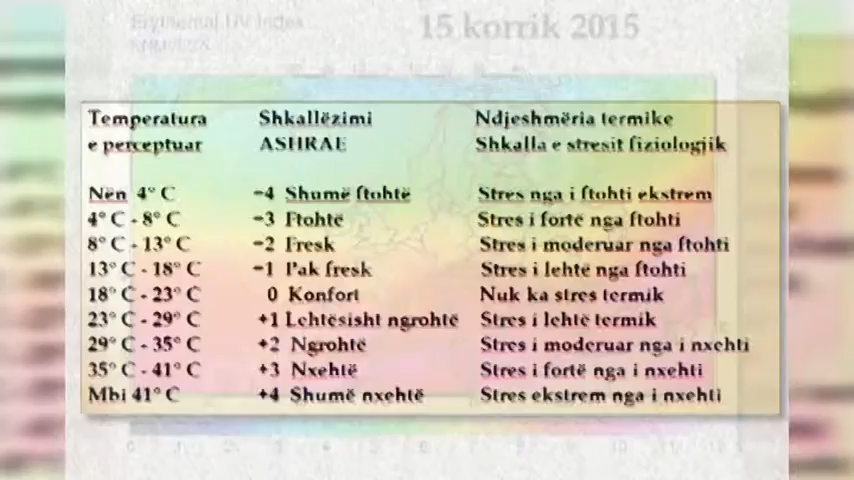 Erythemal UV Index
15 korrik 2015
Temperatura Shkallëzimi Ndjeshmëria termike
e perceptuar ASHRAE Shkalla e stresit fiziologjik
Nën 4° C -4 Shumë ftohtë Stres nga i ftohti ekstrem
4° C - 8° C -3 Ftohtë Stres i fortë nga ftohti
8° C - 13° C -2 Fresk Stres i moderuar nga ftohti
13° C - 18° C -1 Pak fresk Stres i lehtë nga ftohti
18° C - 23° C 0 Konfort Nuk ka stres termik
23° C - 29° C +1 Lehtësisht ngrohtë Stres i lehtë termik
29° C - 35° C +2 Ngrohtë Stres i moderuar nga i nxehti
35° C - 41° C +3 Nxehtë Stres i fortë nga i nxehti
Mbi 41° C +4 Shumë nxehtë Stres ekstrem nga i nxehti